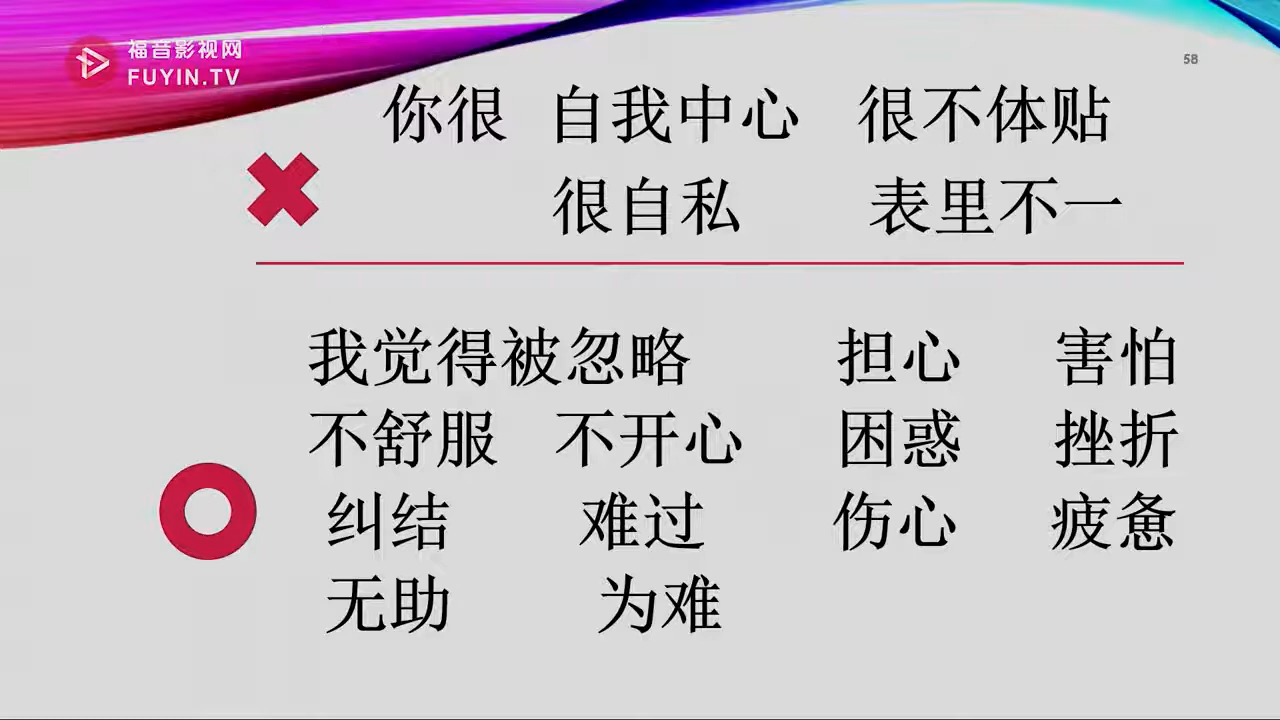 福音影视网
FUYIN.TV
58
你很 自我中心 很不体贴
很自私 表里不一
我觉得被忽略 担心 害怕
不舒服 不开心 困惑 挫折
纠结 难过 伤心 疲惫
无助 为难